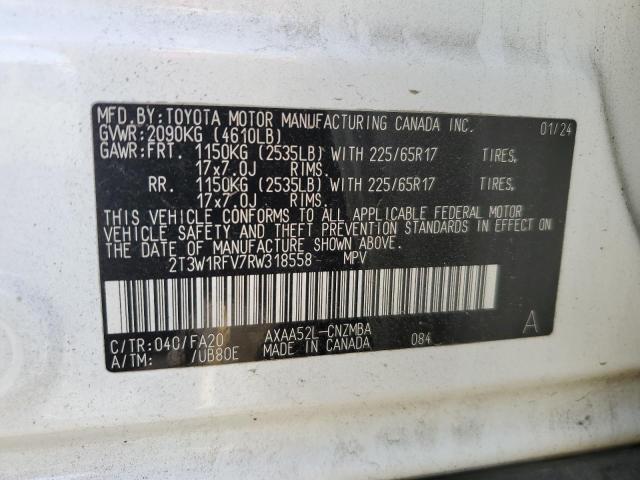 MFD.BY:TOYOTA MOTOR MANUFACTURING CANADA INC. 01/24
GVWR:2090KG (4610LB)
GAWR:FRT. 1150KG (2535LB) WITH 225/65R17 TIRES,
17x7.0J RIMS.
RR. 1150KG (2535LB) WITH 225/65R17 TIRES,
17x7.0J RIMS.
THIS VEHICLE CONFORMS TO ALL APPLICABLE FEDERAL MOTOR
VEHICLE SAFETY AND THEFT PREVENTION STANDARDS IN EFFECT ON
THE DATE OF MANUFACTURE SHOWN ABOVE.
2T3W1RFV7RW318558 MPV
C/TR:040/FA20 AXAA52L-CNZMBA A
A/TM: /UB80E MADE IN CANADA 084